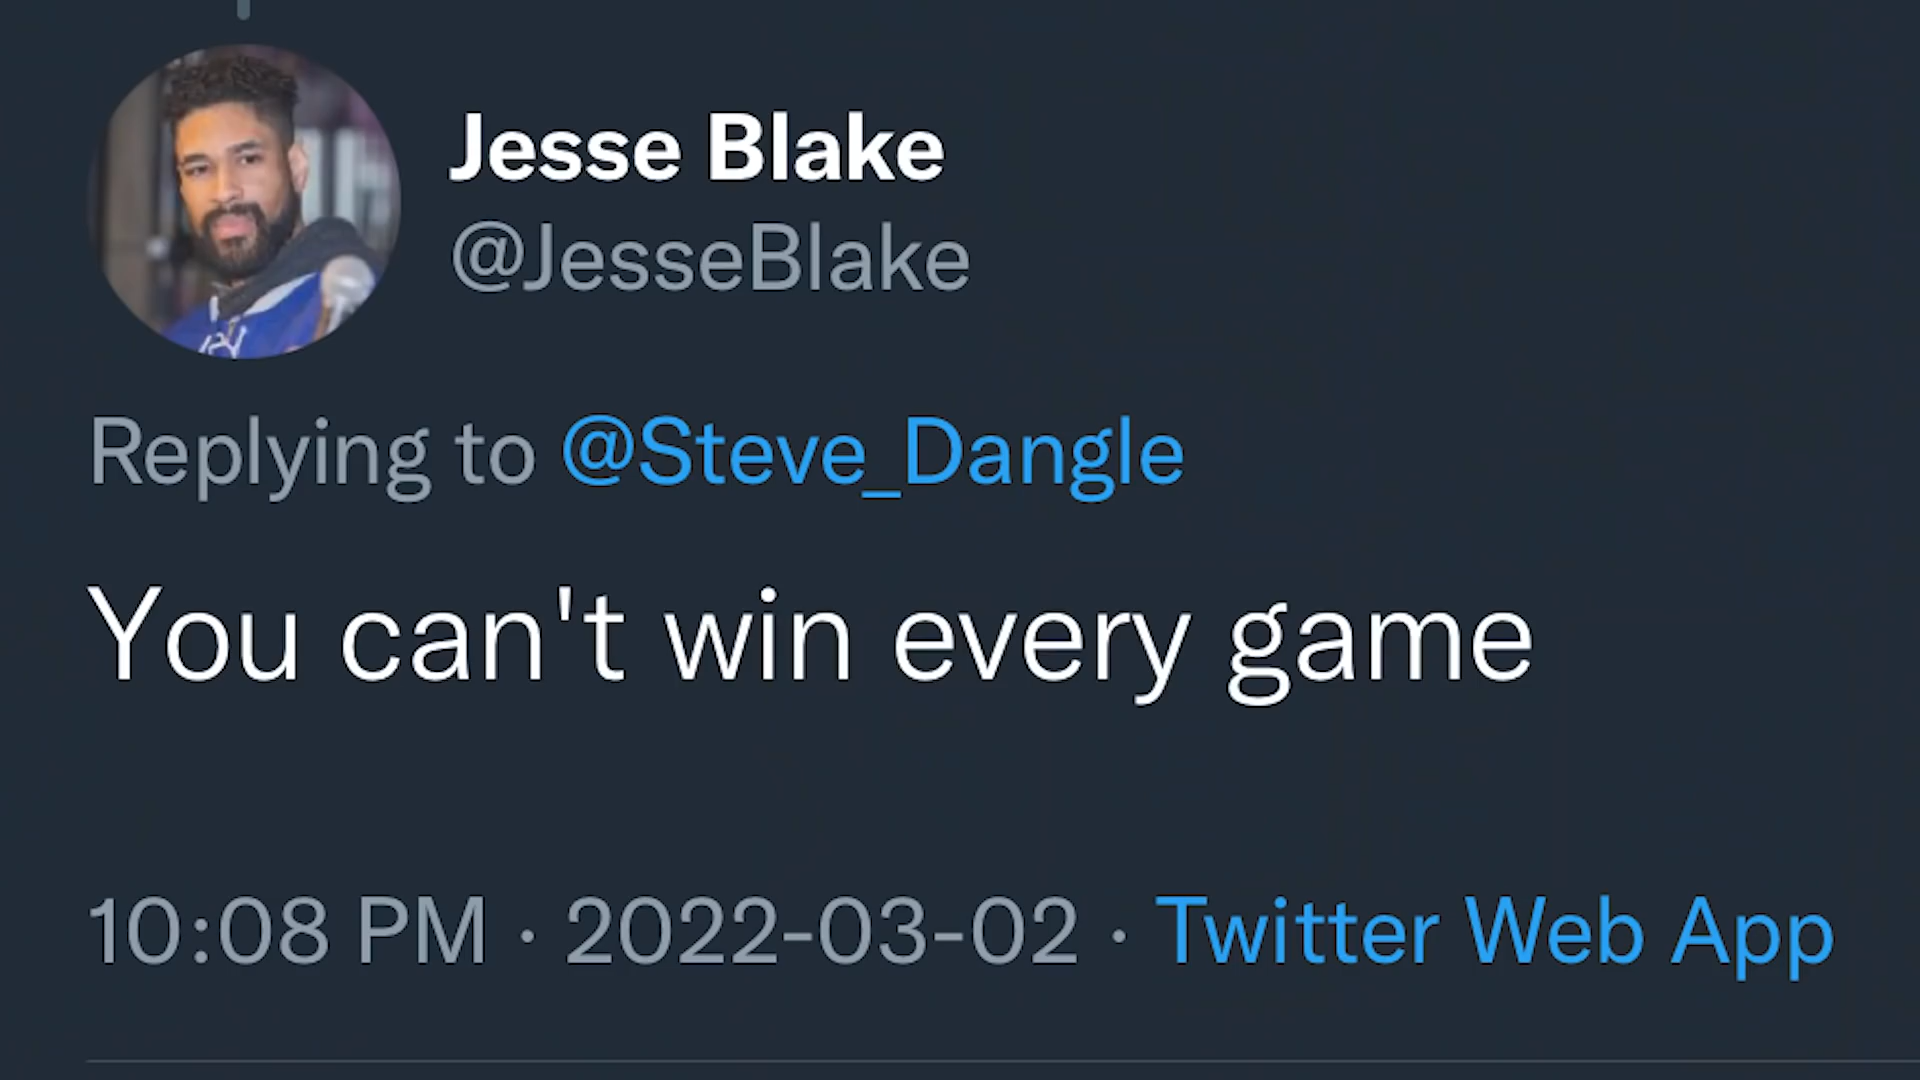 Jesse Blake
@JesseBlake
Replying to @Steve_Dangle
You can't win every game
10:08 PM · 2022-03-02 · Twitter Web App